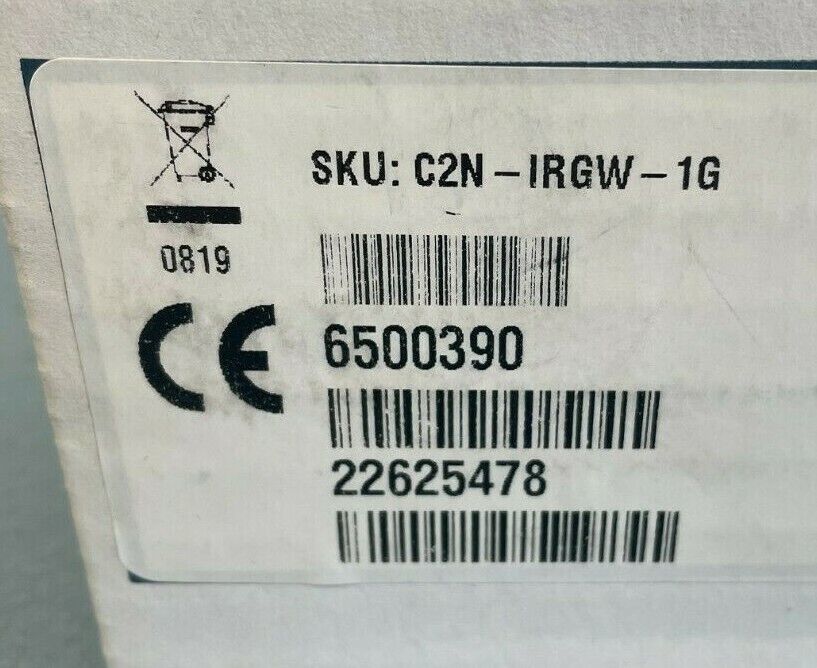 SKU: C2N-IRGW-1G
0819
CE
6500390
22625478